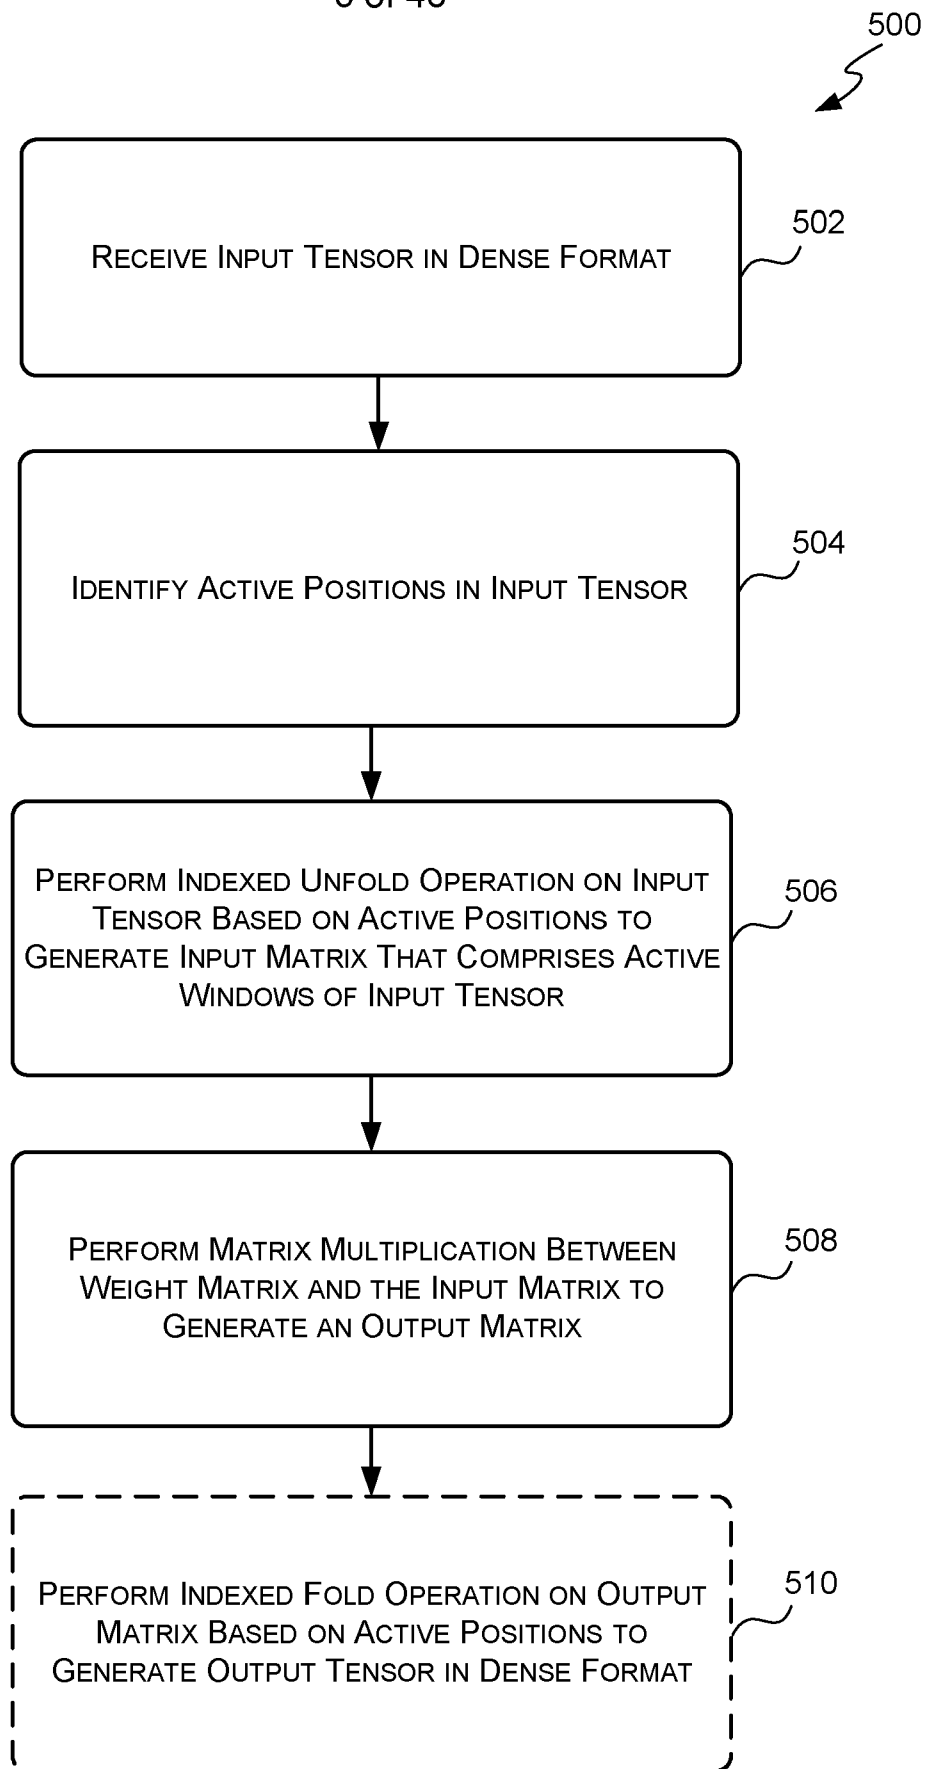 500
RECEIVE INPUT TENSOR IN DENSE FORMAT
502
IDENTIFY ACTIVE POSITIONS IN INPUT TENSOR
504
PERFORM INDEXED UNFOLD OPERATION ON INPUT
TENSOR BASED ON ACTIVE POSITIONS TO
GENERATE INPUT MATRIX THAT COMPRISES ACTIVE
WINDOWS OF INPUT TENSOR
506
PERFORM MATRIX MULTIPLICATION BETWEEN
WEIGHT MATRIX AND THE INPUT MATRIX TO
GENERATE AN OUTPUT MATRIX
508
PERFORM INDEXED FOLD OPERATION ON OUTPUT
MATRIX BASED ON ACTIVE POSITIONS TO
GENERATE OUTPUT TENSOR IN DENSE FORMAT
510